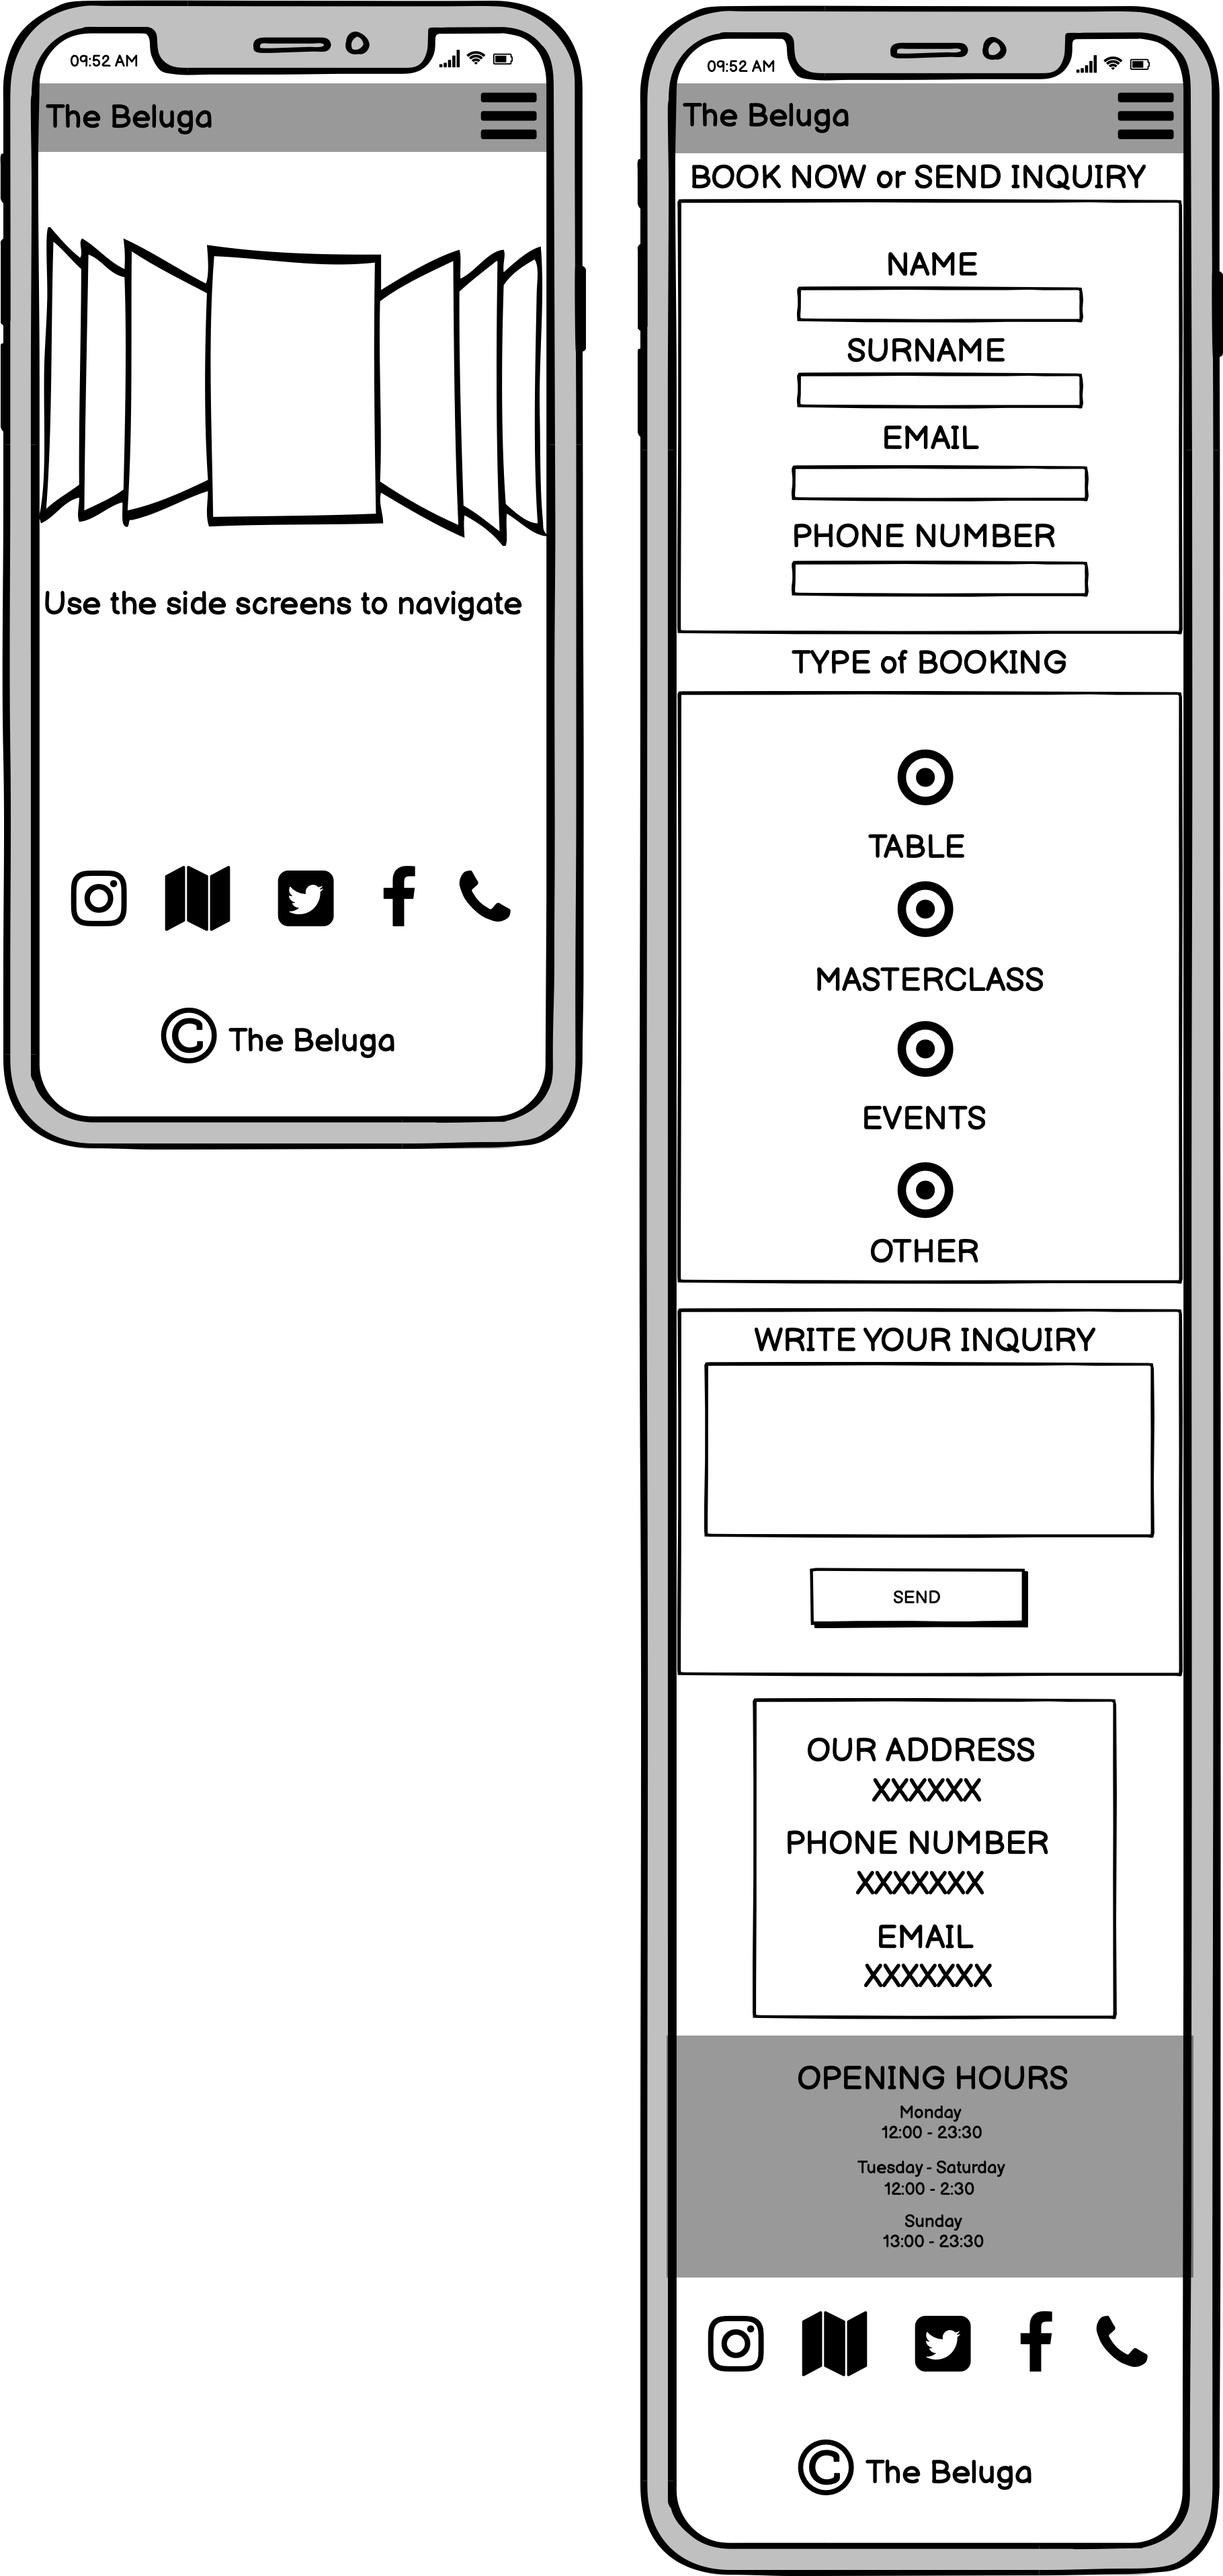 09:52 AM
The Beluga
Use the side screens to navigate
© The Beluga
09:52 AM
The Beluga
BOOK NOW or SEND INQUIRY
NAME
SURNAME
EMAIL
PHONE NUMBER
TYPE of BOOKING
TABLE
MASTERCLASS
EVENTS
OTHER
WRITE YOUR INQUIRY
SEND
OUR ADDRESS
XXXXXX
PHONE NUMBER
XXXXXXX
EMAIL
XXXXXXX
OPENING HOURS
Monday
12:00 - 23:30
Tuesday - Saturday
12:00 - 2:30
Sunday
13:00 - 23:30
© The Beluga